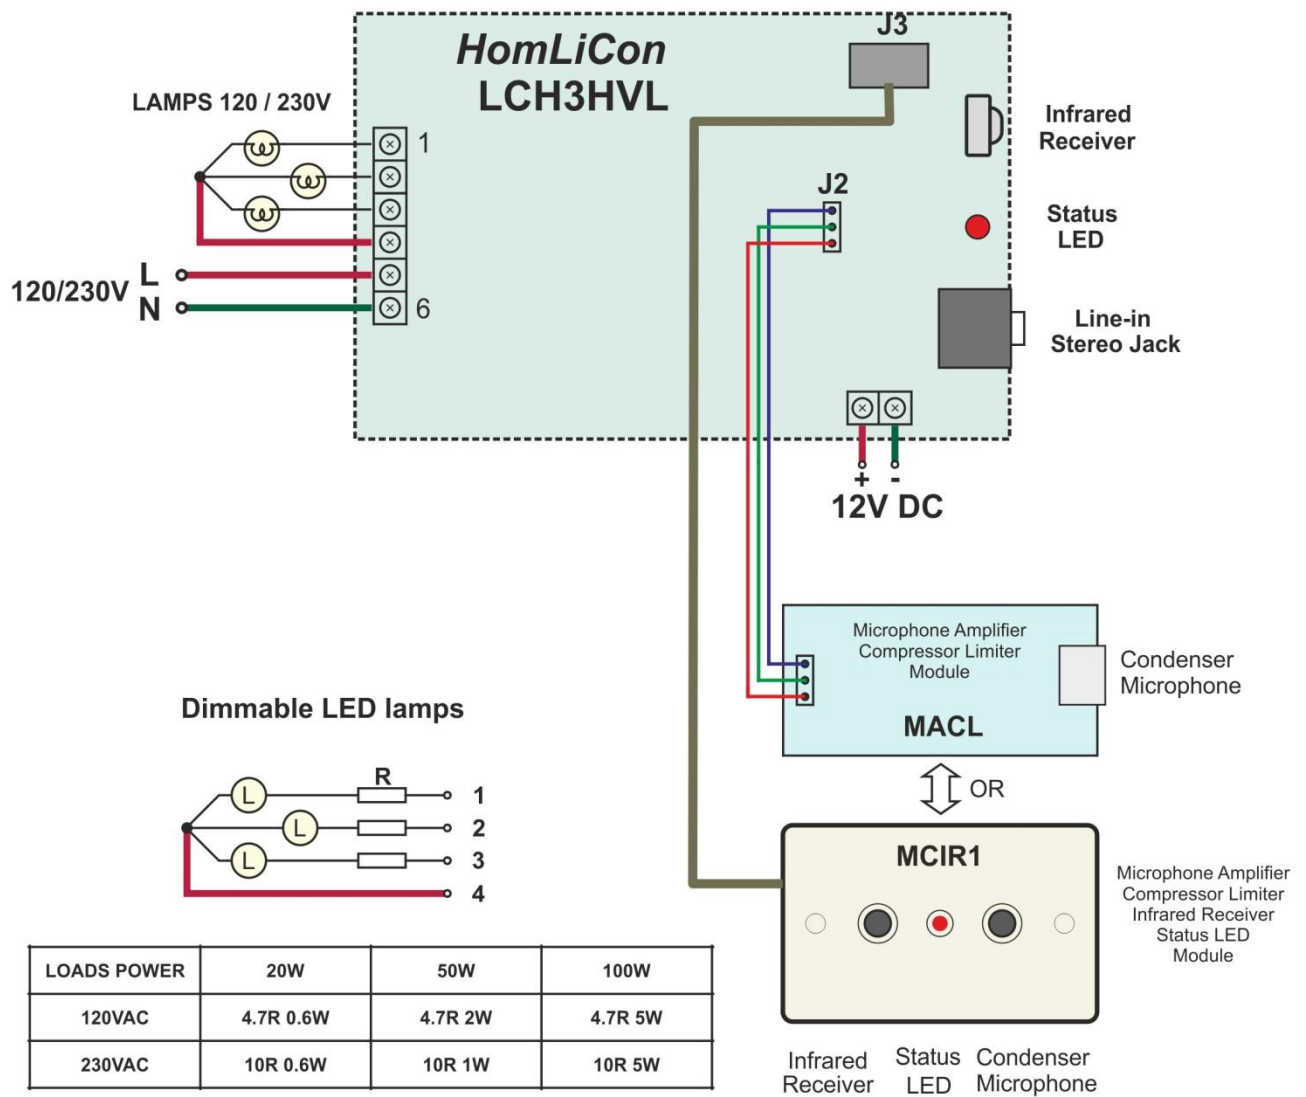 HomLiCon
LCH3HVL
J3
LAMPS 120 / 230V
1
6
Infrared
Receiver
J2
Status
LED
120/230V
L
N
Line-in
Stereo Jack
+ -
12V DC
Microphone Amplifier
Compressor Limiter
Module
MACL
Condenser
Microphone
OR
Dimmable LED lamps
R
L
L
L
1
2
3
4
MCIR1
Microphone Amplifier
Compressor Limiter
Infrared Receiver
Status LED
Module
Infrared
Receiver
Status
LED
Condenser
Microphone
LOADS POWER 20W 50W 100W
120VAC 4.7R 0.6W 4.7R 2W 4.7R 5W
230VAC 10R 0.6W 10R 1W 10R 5W